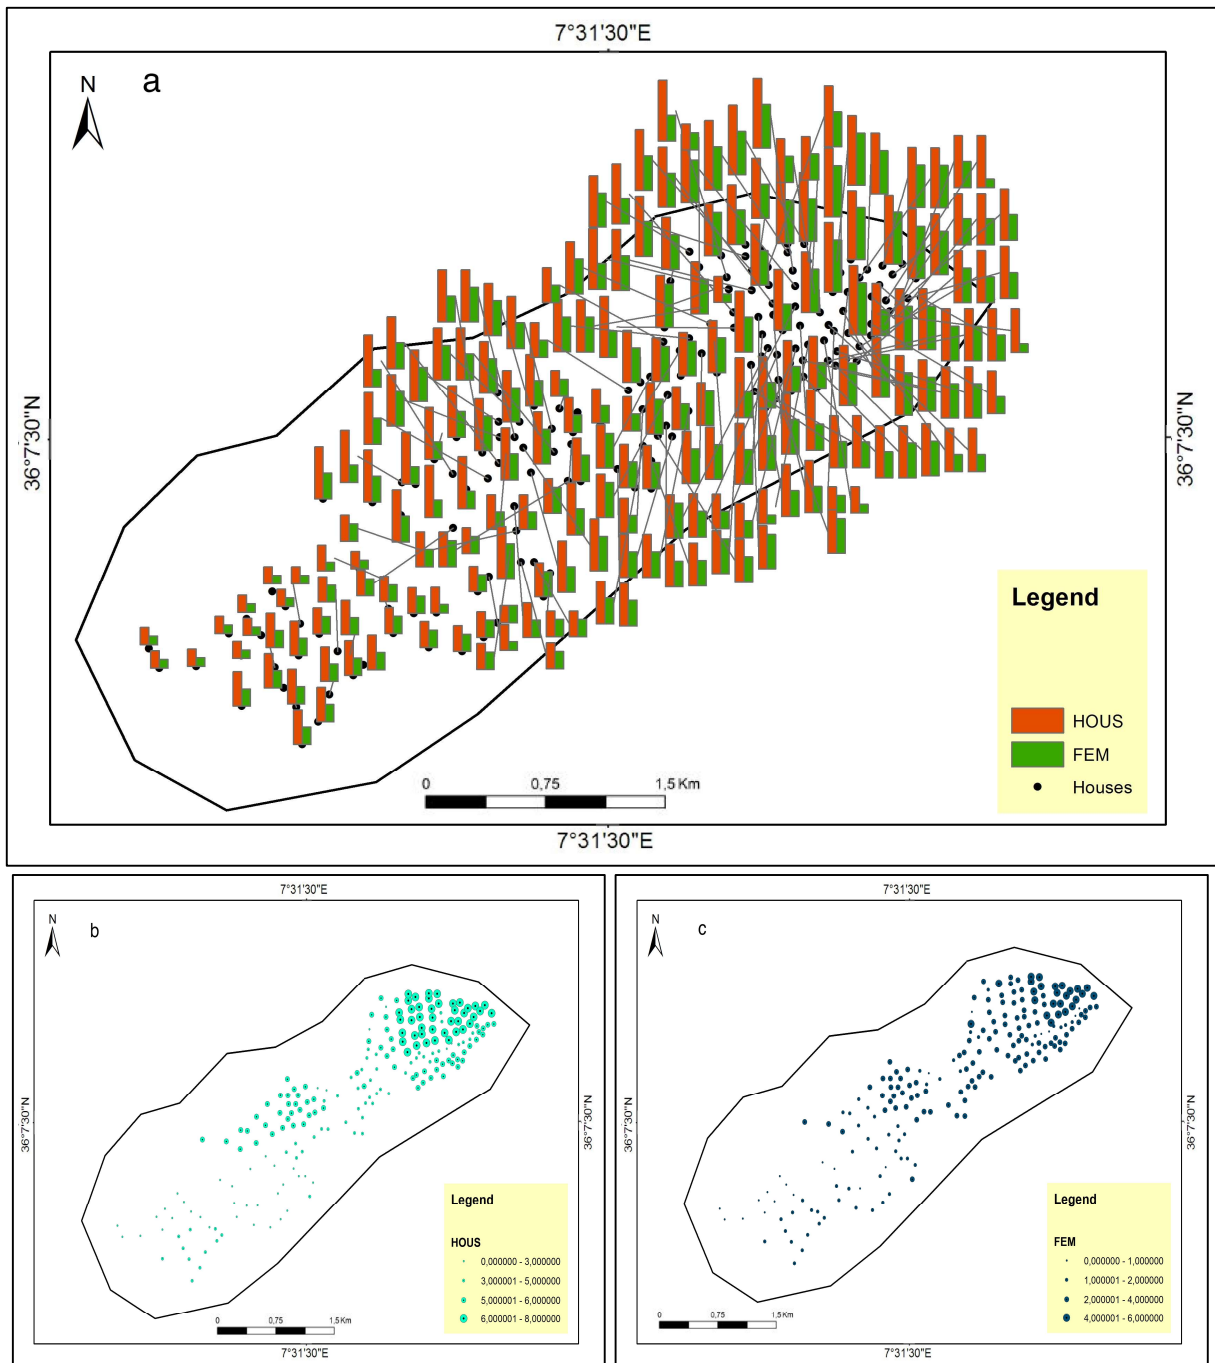 7°31'30"E
N
a
36°7'30"N
36°7'30"N
Legend
HOUS
FEM
Houses
0 0,75 1,5 Km
7°31'30"E
7°31'30"E
N
b
36°7'30"N
Legend
HOUS
0,000000 - 3,000000
3,000001 - 5,000000
5,000001 - 6,000000
6,000001 - 8,000000
0 0,75 1,5 Km
7°31'30"E
7°31'30"E
N
c
36°7'30"N
36°7'30"N
Legend
FEM
0,000000 - 1,000000
1,000001 - 2,000000
2,000001 - 4,000000
4,000001 - 6,000000
0 0,75 1,5 Km
7°31'30"E